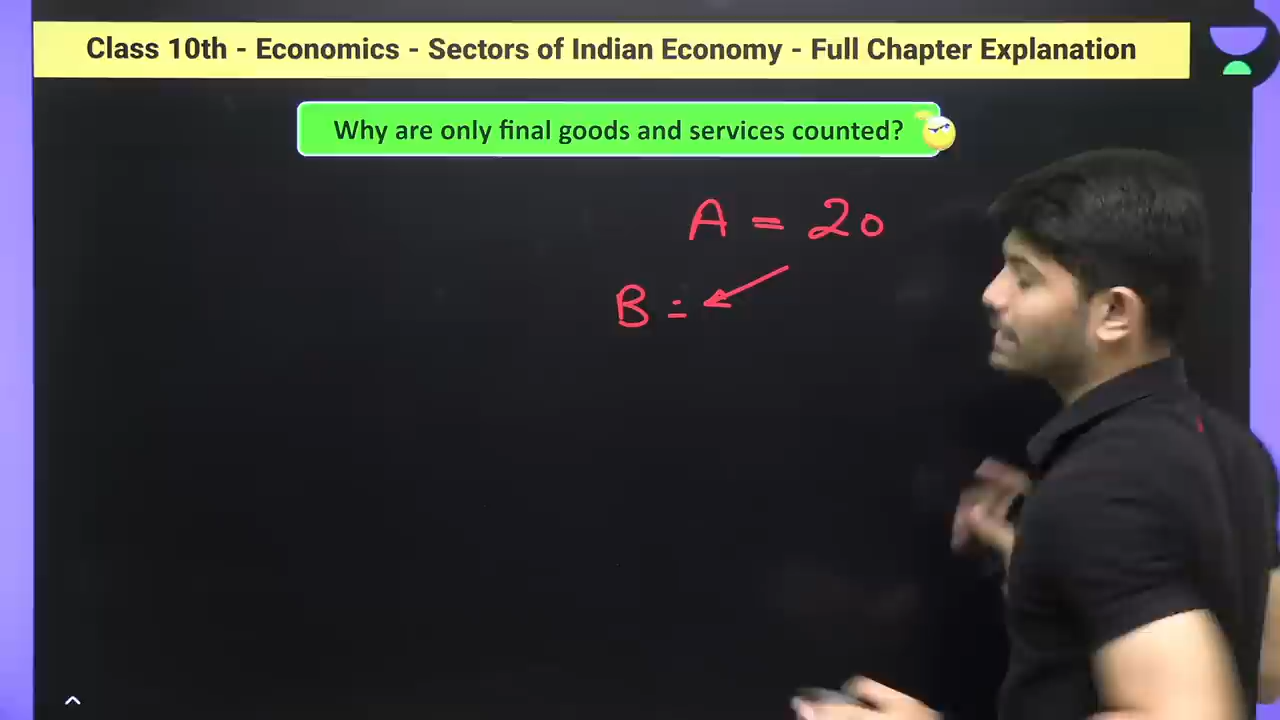 Class 10th - Economics - Sectors of Indian Economy - Full Chapter Explanation
Why are only final goods and services counted?
A = 20
B =